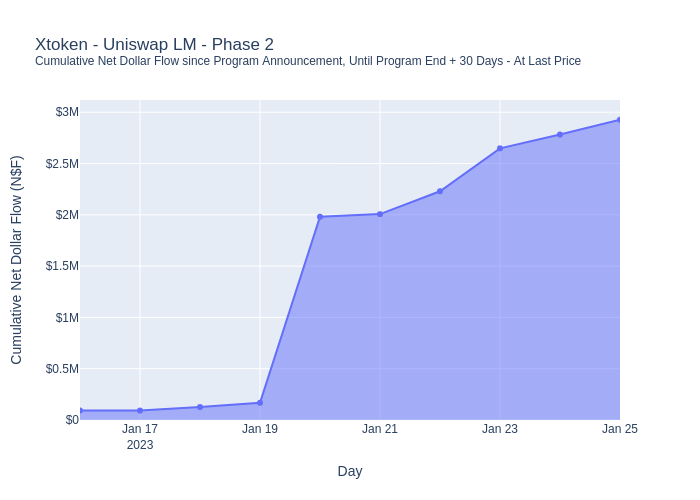 Xtoken - Uniswap LM - Phase 2
Cumulative Net Dollar Flow since Program Announcement, Until Program End + 30 Days - At Last Price
Cumulative Net Dollar Flow (N$F)
$3M
$2.5M
$2M
$1.5M
$1M
$0.5M
$0
Jan 17 Jan 19 Jan 21 Jan 23 Jan 25
2023
Day